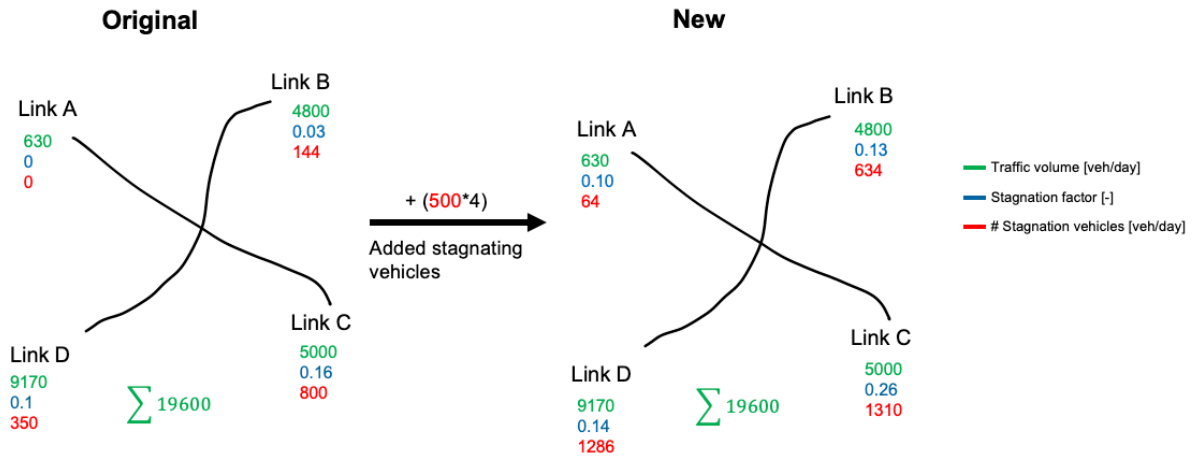 Original
Link A
630
0
0
Link B
4800
0.03
144
Link C
5000
0.16
800
Link D
9170
0.1
350
∑ 19600
+ (500*4)
Added stagnating
vehicles
New
Link A
630
0.10
64
Link B
4800
0.13
634
Link C
5000
0.26
1310
Link D
9170
0.14
1286
∑ 19600
Traffic volume [veh/day]
Stagnation factor [-]
# Stagnation vehicles [veh/day]